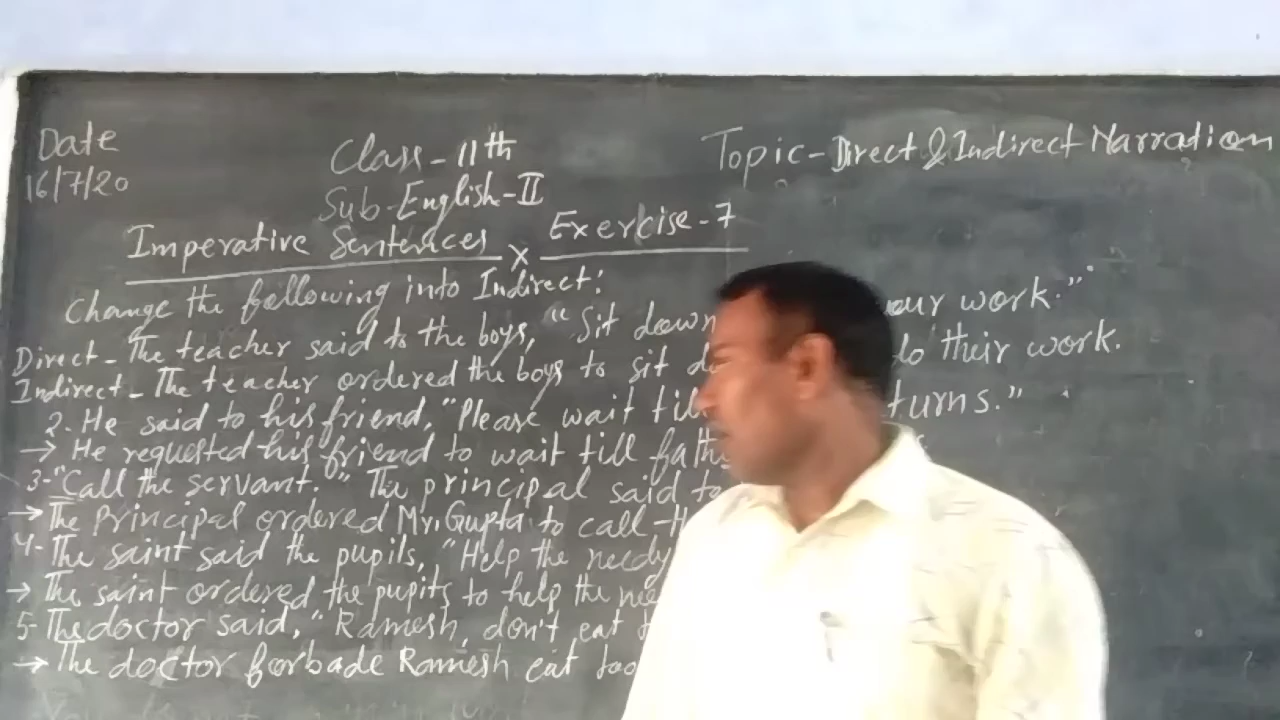 Date
16/7/20
Class-11th
Sub-English-II
Topic-Direct & Indirect Narration
Imperative Sentences x Exercise-7
Change the following into Indirect:
Direct-The teacher said to the boys, "Sit down our work."
Indirect-The teacher ordered the boys to sit do their work.
2. He said to his friend, "Please wait till turns."
→ He requested his friend to wait till
3-"Call the servant." The principal said to
→ The Principal ordered Mr. Gupta to call
4-The saint said the pupils, "Help the needy
→ The saint ordered the pupils to help the
5-The doctor said, "Ramesh, don't eat
→ The doctor forbade Ramesh eat too